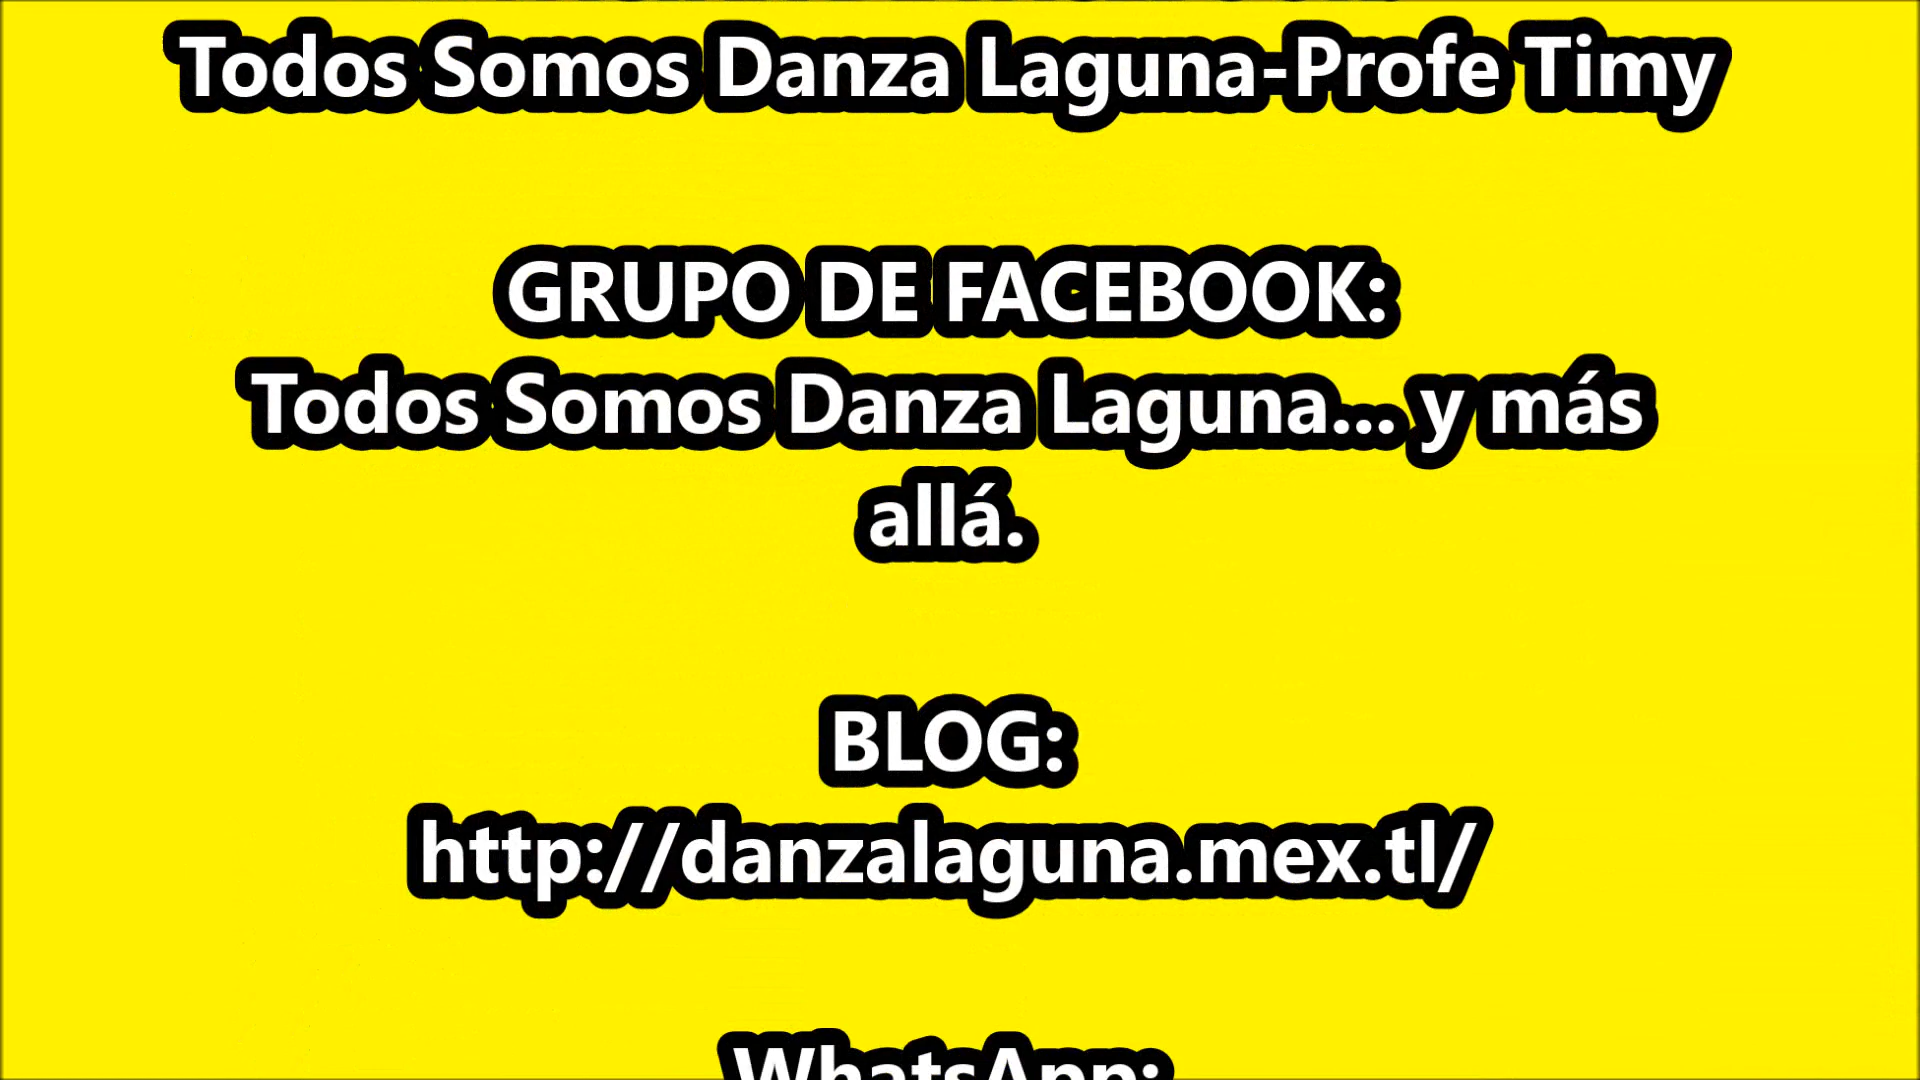 Todos Somos Danza Laguna-Profe Timy
GRUPO DE FACEBOOK:
Todos Somos Danza Laguna... y más
allá.
BLOG:
http://danzalaguna.mex.tl/
WhatsApp: